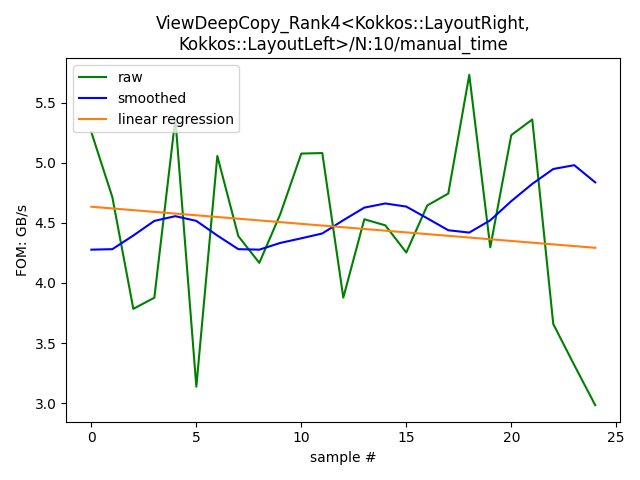 ViewDeepCopy_Rank4<Kokkos::LayoutRight,
Kokkos::LayoutLeft>/N:10/manual_time
raw
smoothed
linear regression
FOM: GB/s
5.5
5.0
4.5
4.0
3.5
3.0
0 5 10 15 20 25
sample #